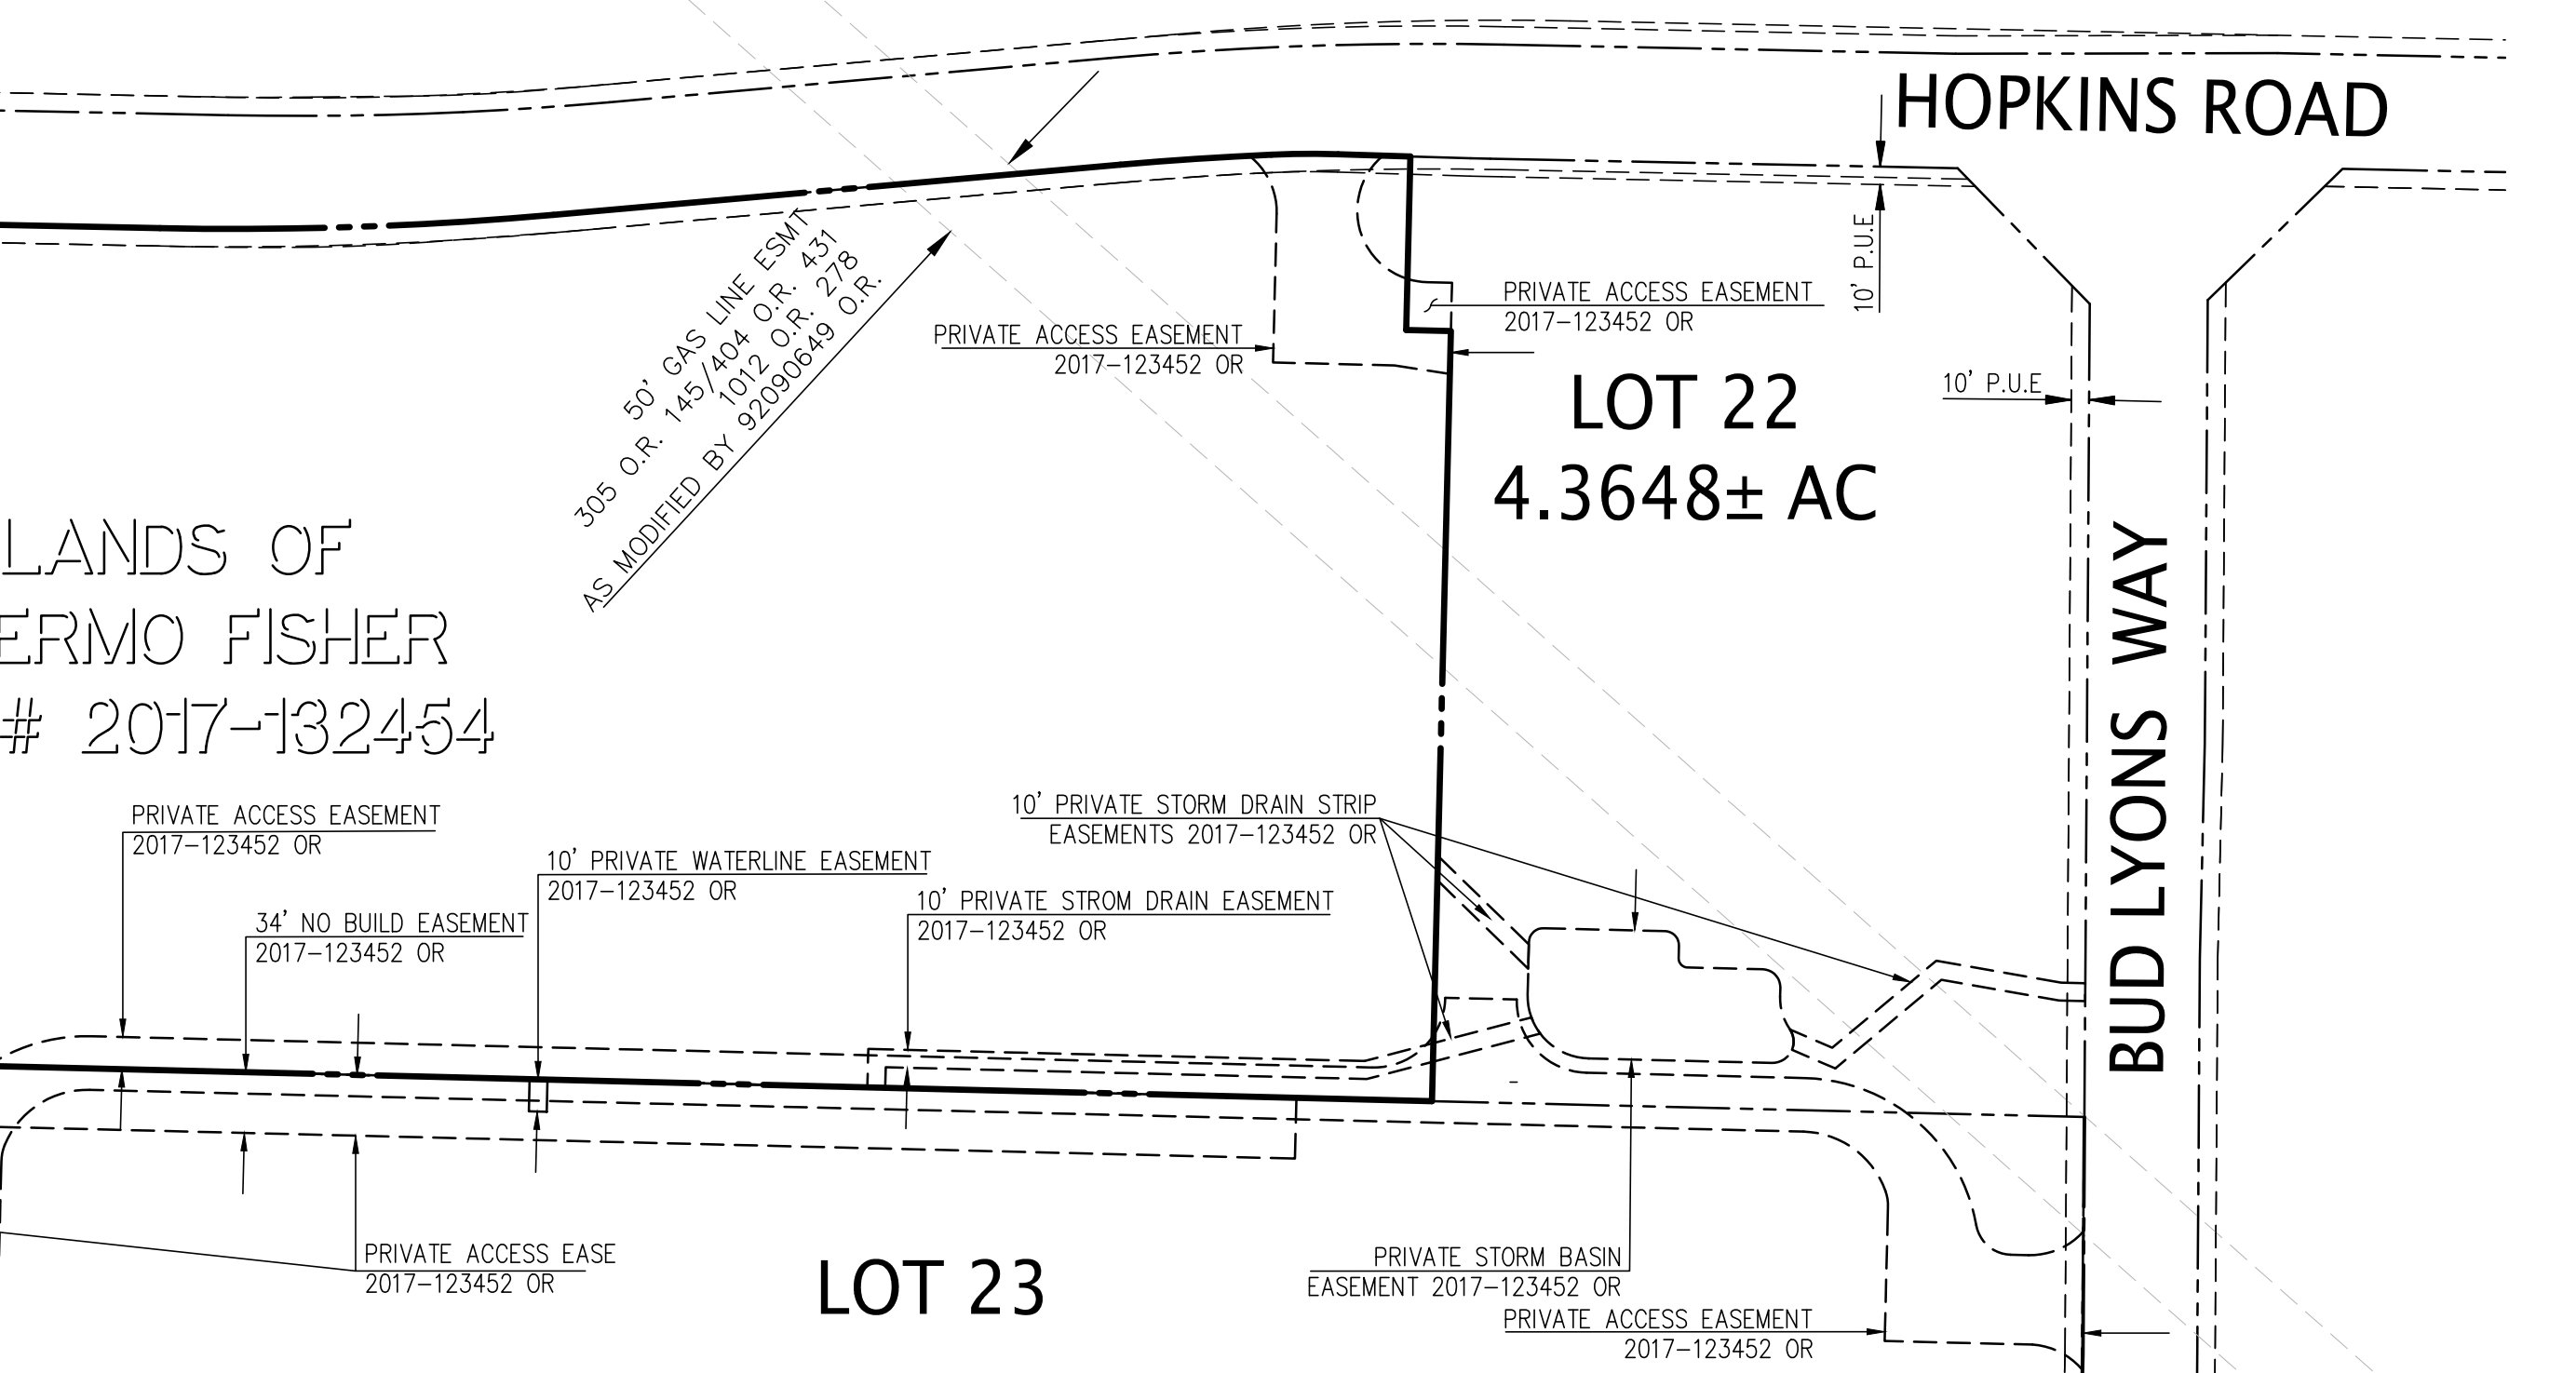 HOPKINS ROAD
10' P.U.E
50' GAS LINE ESMT
305 O.R. 145/404 O.R. 431
1012 O.R. 278
AS MODIFIED BY 92090649 O.R.
PRIVATE ACCESS EASEMENT
2017-123452 OR
PRIVATE ACCESS EASEMENT
2017-123452 OR
LOT 22
4.3648± AC
10' P.U.E
BUD LYONS WAY
LANDS OF
ERMO FISHER
# 2017-132454
PRIVATE ACCESS EASEMENT
2017-123452 OR
34' NO BUILD EASEMENT
2017-123452 OR
10' PRIVATE WATERLINE EASEMENT
2017-123452 OR
10' PRIVATE STROM DRAIN EASEMENT
2017-123452 OR
10' PRIVATE STORM DRAIN STRIP
EASEMENTS 2017-123452 OR
PRIVATE ACCESS EASE
2017-123452 OR
LOT 23
PRIVATE STORM BASIN
EASEMENT 2017-123452 OR
PRIVATE ACCESS EASEMENT
2017-123452 OR